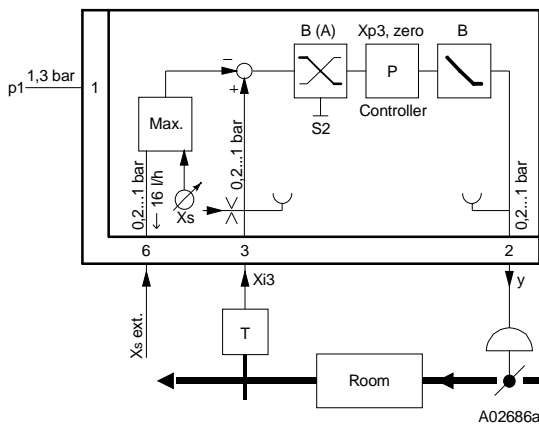 B (A) Xp3, zero B
p1 1,3 bar 1
–
+
P
Controller
S2
Max.
0,2...1 bar
16 l/h
Xs
0,2...1 bar
0,2...1 bar
6 3 2
Xs ext.
Xi3
y
T
Room
A02686a